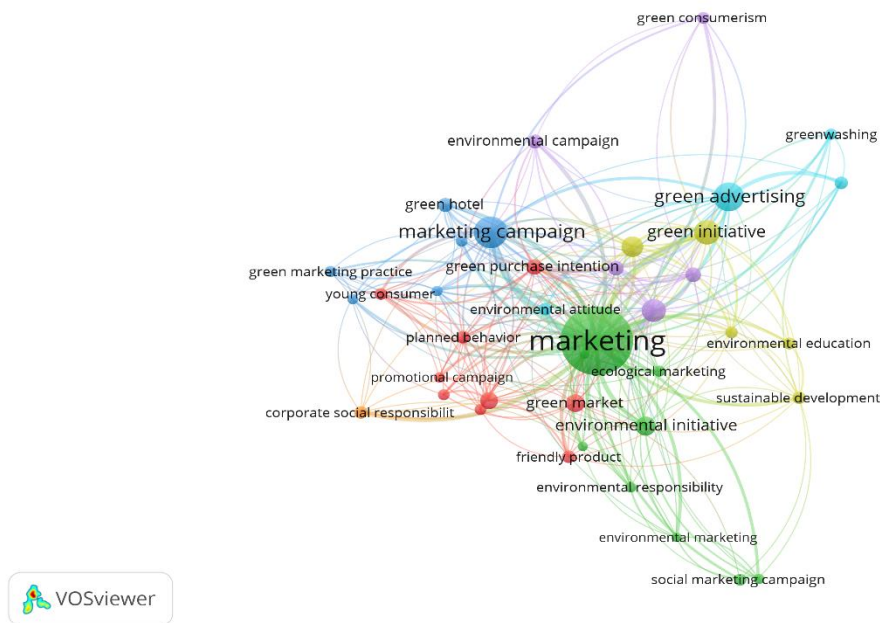 green consumerism
greenwashing
environmental campaign
green advertising
green hotel
marketing campaign
green initiative
green purchase intention
green marketing practice
young consumer
environmental attitude
planned behavior
marketing
environmental education
ecological marketing
promotional campaign
sustainable development
green market
corporate social responsibilit
environmental initiative
friendly product
environmental responsibility
environmental marketing
social marketing campaign
VOSviewer